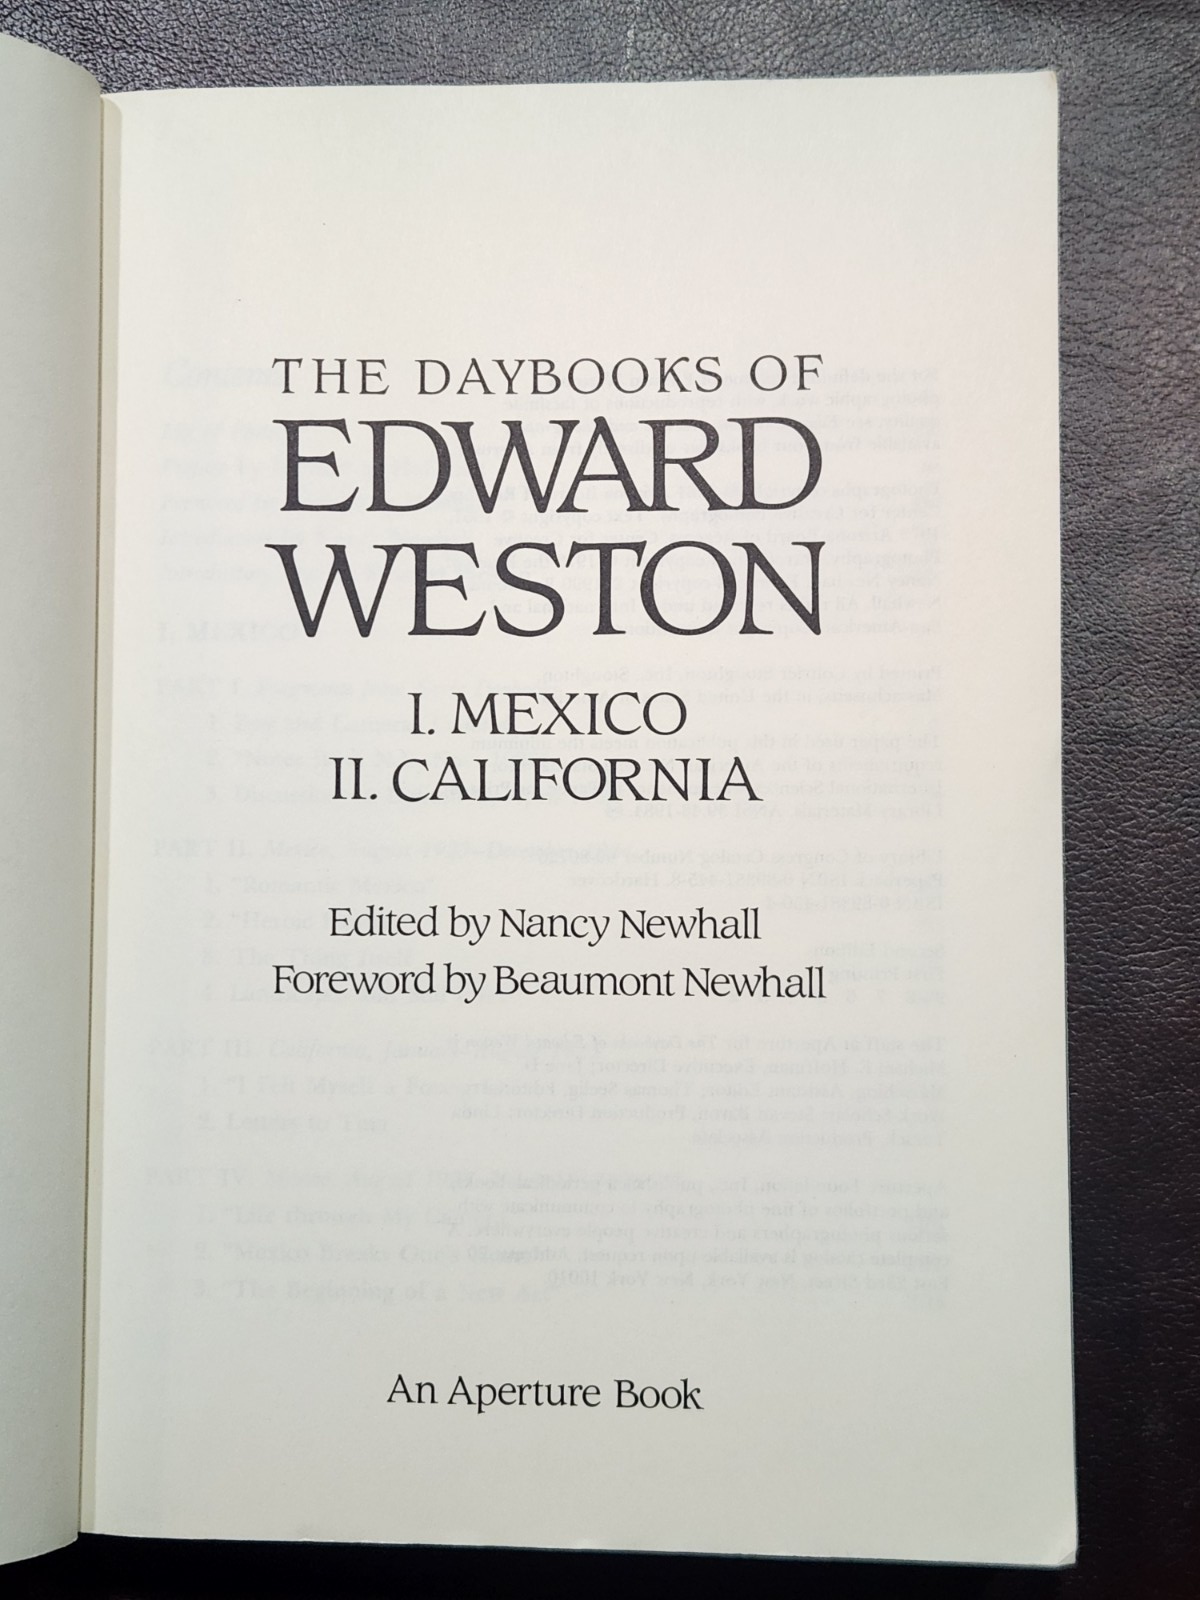 THE DAYBOOKS OF
EDWARD
WESTON
I. MEXICO
II. CALIFORNIA
Edited by Nancy Newhall
Foreword by Beaumont Newhall
An Aperture Book